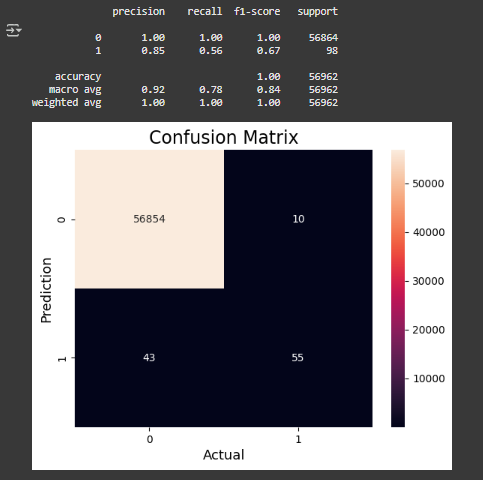 precision recall f1-score support
0 1.00 1.00 1.00 56864
1 0.85 0.56 0.67 98
accuracy 1.00 56962
macro avg 0.92 0.78 0.84 56962
weighted avg 1.00 1.00 1.00 56962
Confusion Matrix
0 56854 10
1 43 55
Prediction
0 1
Actual
50000
40000
30000
20000
10000